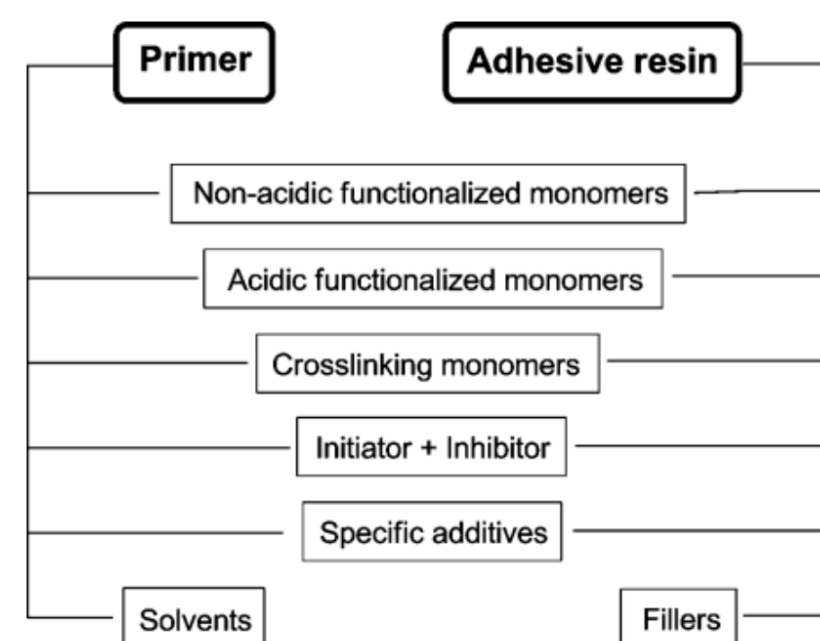 Primer
Adhesive resin
Non-acidic functionalized monomers
Acidic functionalized monomers
Crosslinking monomers
Initiator + Inhibitor
Specific additives
Solvents
Fillers